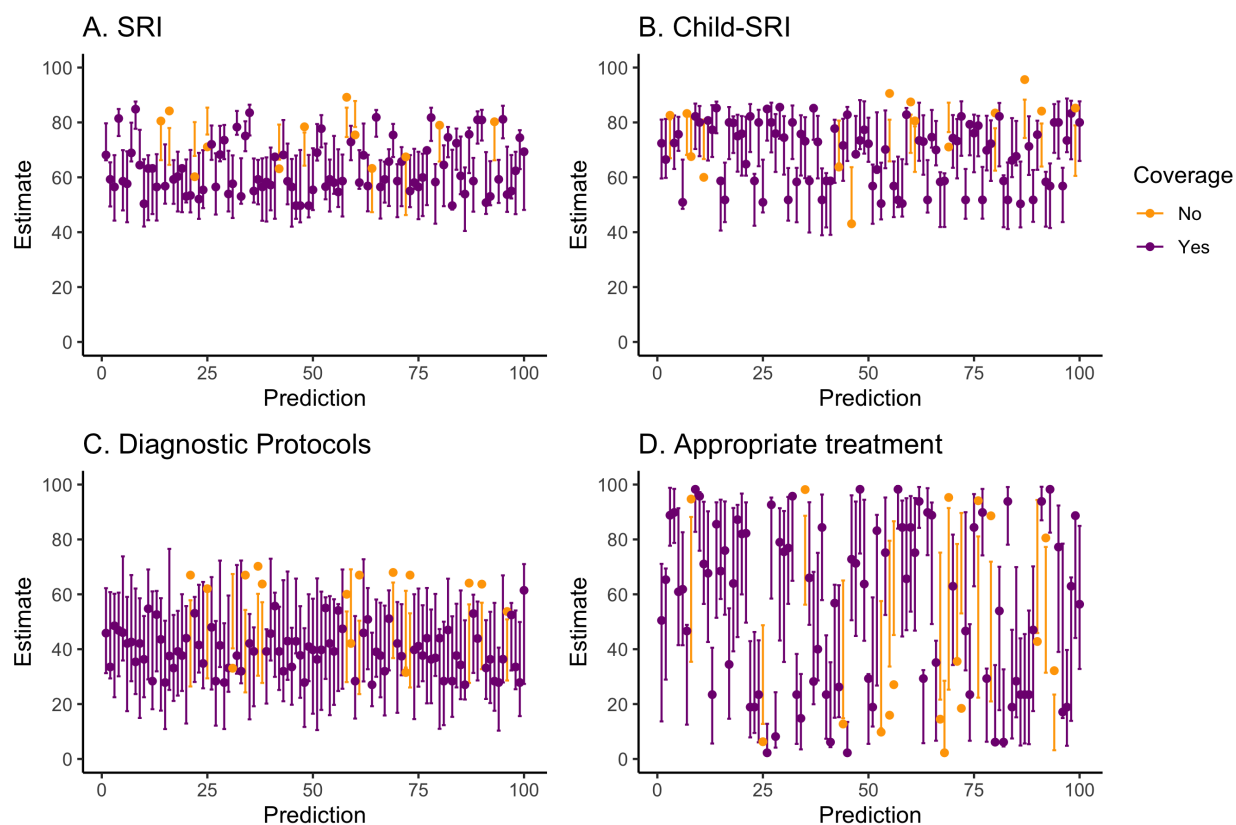 A. SRI
B. Child-SRI
100
80
60
40
20
0
Estimate
0 25 50 75 100
Prediction
100
80
60
40
20
0
Estimate
0 25 50 75 100
Prediction
Coverage
No
Yes
C. Diagnostic Protocols
D. Appropriate treatment
100
80
60
40
20
0
Estimate
0 25 50 75 100
Prediction
100
80
60
40
20
0
Estimate
0 25 50 75 100
Prediction